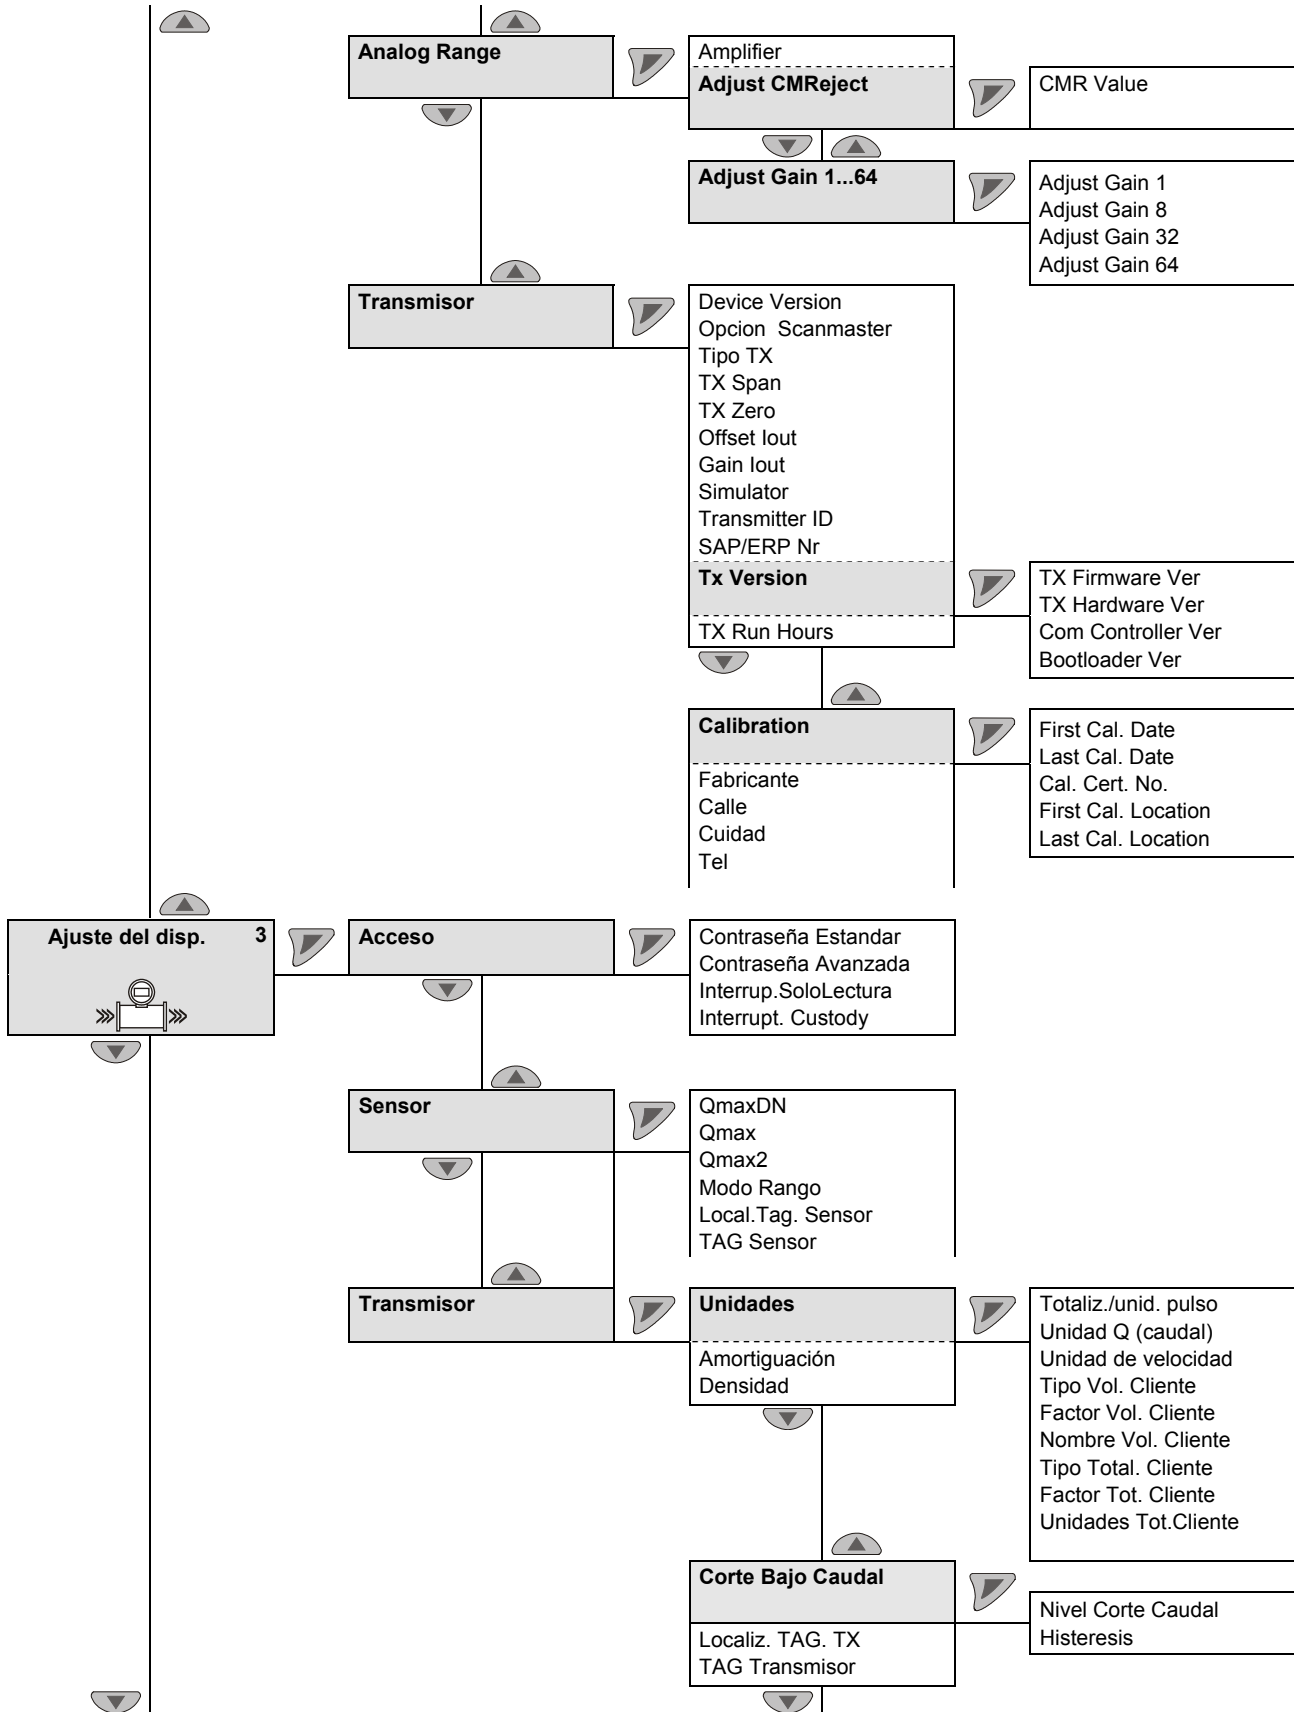 Analog Range
Amplifier
Adjust CMReject
CMR Value
Adjust Gain 1...64
Adjust Gain 1
Adjust Gain 8
Adjust Gain 32
Adjust Gain 64
Transmisor
Device Version
Opcion  Scanmaster
Tipo TX
TX Span
TX Zero
Offset Iout
Gain Iout
Simulator
Transmitter ID
SAP/ERP Nr
Tx Version
TX Run Hours
TX Firmware Ver
TX Hardware Ver
Com Controller Ver
Bootloader Ver
Calibration
Fabricante
Calle
Cuidad
Tel
First Cal. Date
Last Cal. Date
Cal. Cert. No.
First Cal. Location
Last Cal. Location
Ajuste del disp. 3
Acceso
Contraseña Estandar
Contraseña Avanzada
Interrup.SoloLectura
Interrupt. Custody
Sensor
QmaxDN
Qmax
Qmax2
Modo Rango
Local.Tag. Sensor
TAG Sensor
Transmisor
Unidades
Amortiguación
Densidad
Totaliz./unid. pulso
Unidad Q (caudal)
Unidad de velocidad
Tipo Vol. Cliente
Factor Vol. Cliente
Nombre Vol. Cliente
Tipo Total. Cliente
Factor Tot. Cliente
Unidades Tot.Cliente
Corte Bajo Caudal
Localiz. TAG. TX
TAG Transmisor
Nivel Corte Caudal
Histeresis